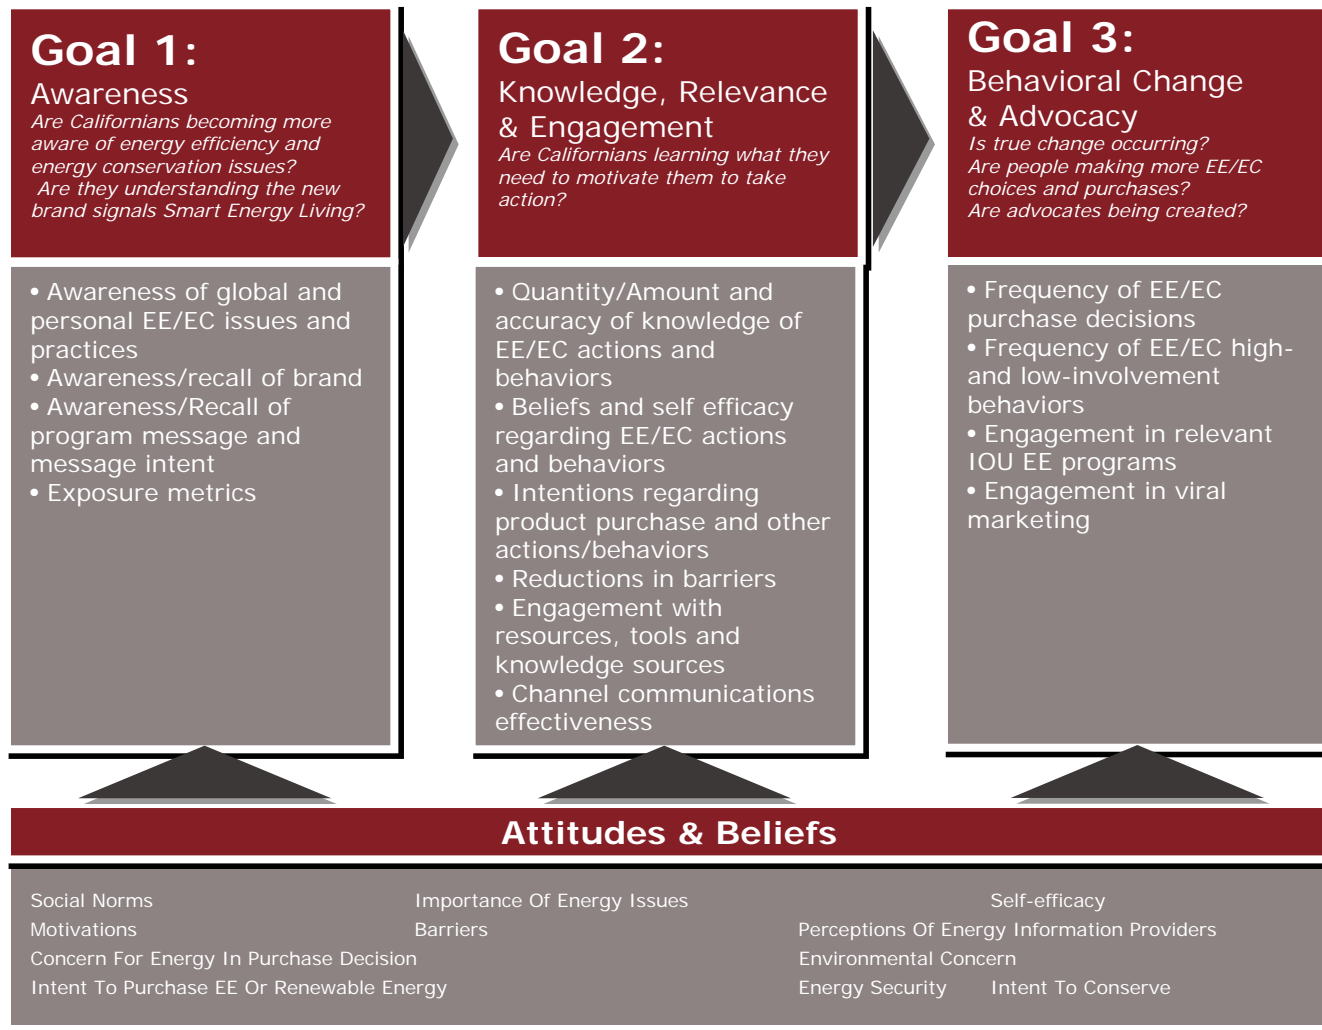 Goal 1:
Awareness
Are Californians becoming more
aware of energy efficiency and
energy conservation issues?
Are they understanding the new
brand signals Smart Energy Living?
• Awareness of global and
personal EE/EC issues and
practices
• Awareness/recall of brand
• Awareness/Recall of
program message and
message intent
• Exposure metrics
Goal 2:
Knowledge, Relevance
& Engagement
Are Californians learning what they
need to motivate them to take
action?
• Quantity/Amount and
accuracy of knowledge of
EE/EC actions and
behaviors
• Beliefs and self efficacy
regarding EE/EC actions
and behaviors
• Intentions regarding
product purchase and other
actions/behaviors
• Reductions in barriers
• Engagement with
resources, tools and
knowledge sources
• Channel communications
effectiveness
Goal 3:
Behavioral Change
& Advocacy
Is true change occurring?
Are people making more EE/EC
choices and purchases?
Are advocates being created?
• Frequency of EE/EC
purchase decisions
• Frequency of EE/EC high-
and low-involvement
behaviors
• Engagement in relevant
IOU EE programs
• Engagement in viral
marketing
Attitudes & Beliefs
Social Norms Importance Of Energy Issues Self-efficacy
Motivations Barriers Perceptions Of Energy Information Providers
Concern For Energy In Purchase Decision Environmental Concern
Intent To Purchase EE Or Renewable Energy Energy Security Intent To Conserve